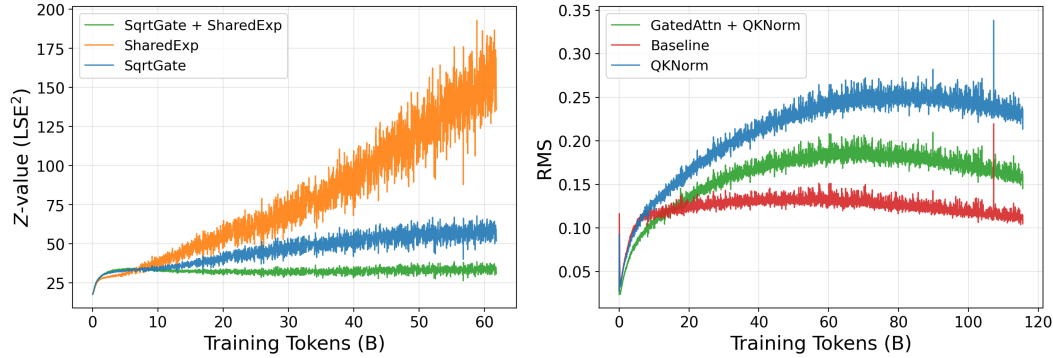 200
175
150
125
100
75
50
25
Z-value (LSE²)
SqrtGate + SharedExp
SharedExp
SqrtGate
0 10 20 30 40 50 60
Training Tokens (B)
0.35
0.30
0.25
0.20
0.15
0.10
0.05
RMS
GatedAttn + QKNorm
Baseline
QKNorm
0 20 40 60 80 100 120
Training Tokens (B)